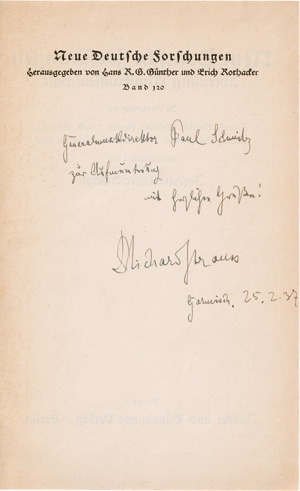 Neue Deutsche Forschungen
Herausgegeben von Hans R.G. Günther und Erich Rothacker
Band 120
Generalmusikdirektor Paul Schmitz
zur Aufmunterung
mit herzlichen Grüßen!
Richard Strauss
Garmisch, 25.2.37